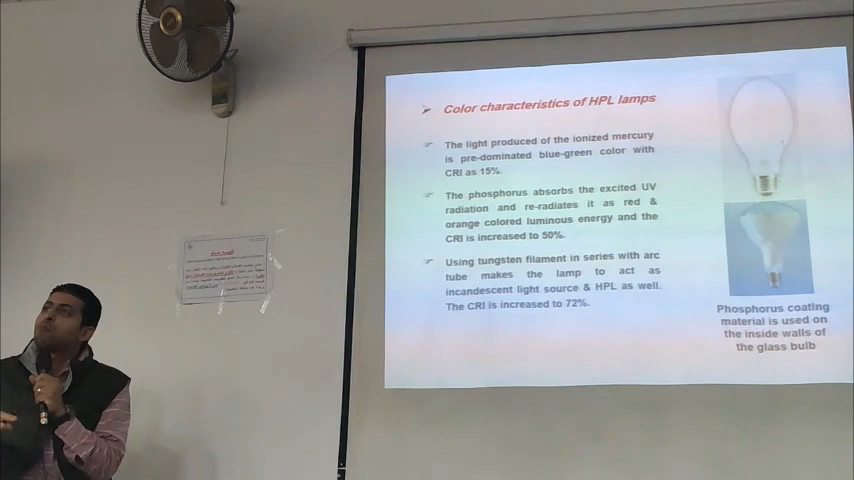 Color characteristics of HPL lamps
The light produced of the ionized mercury
is pre-dominated blue-green color with
CRI as 15%.
The phosphorus absorbs the excited UV
radiation and re-radiates it as red &
orange colored luminous energy and the
CRI is increased to 50%.
Using tungsten filament in series with arc
tube makes the lamp to act as
incandescent light source & HPL as well.
The CRI is increased to 72%.
Phosphorus coating
material is used on
the inside walls of
the glass bulb